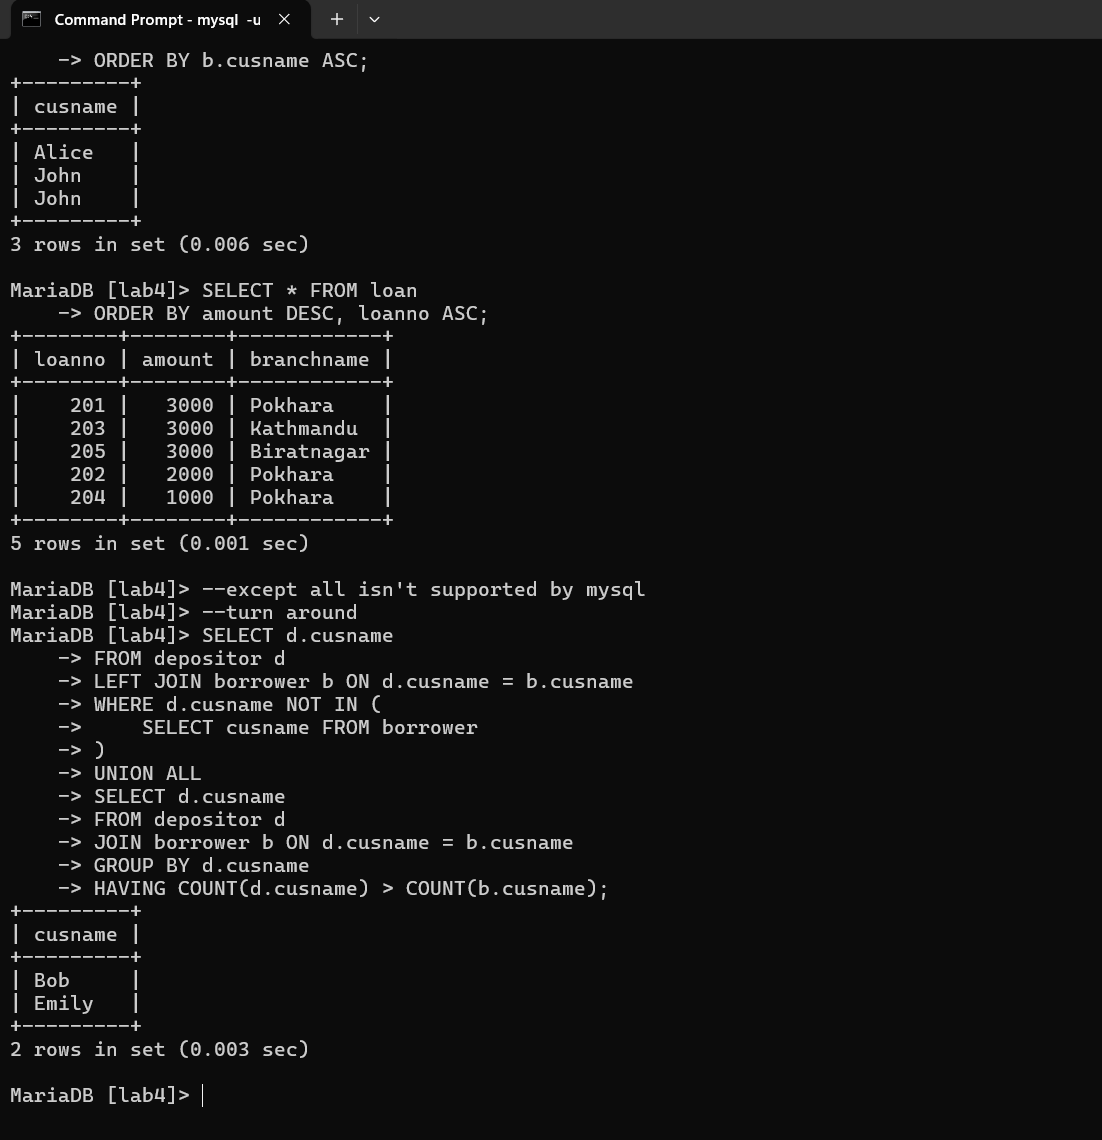 Command Prompt - mysql -u
-> ORDER BY b.cusname ASC;
+---------+
| cusname |
+---------+
| Alice   |
| John    |
| John    |
+---------+
3 rows in set (0.006 sec)
MariaDB [lab4]> SELECT * FROM loan
    -> ORDER BY amount DESC, loanno ASC;
+--------+--------+------------+
| loanno | amount | branchname |
+--------+--------+------------+
|    201 |   3000 | Pokhara    |
|    203 |   3000 | Kathmandu  |
|    205 |   3000 | Biratnagar |
|    202 |   2000 | Pokhara    |
|    204 |   1000 | Pokhara    |
+--------+--------+------------+
5 rows in set (0.001 sec)
MariaDB [lab4]> --except all isn't supported by mysql
MariaDB [lab4]> --turn around
MariaDB [lab4]> SELECT d.cusname
    -> FROM depositor d
    -> LEFT JOIN borrower b ON d.cusname = b.cusname
    -> WHERE d.cusname NOT IN (
    ->     SELECT cusname FROM borrower
    -> )
    -> UNION ALL
    -> SELECT d.cusname
    -> FROM depositor d
    -> JOIN borrower b ON d.cusname = b.cusname
    -> GROUP BY d.cusname
    -> HAVING COUNT(d.cusname) > COUNT(b.cusname);
+---------+
| cusname |
+---------+
| Bob     |
| Emily   |
+---------+
2 rows in set (0.003 sec)
MariaDB [lab4]>